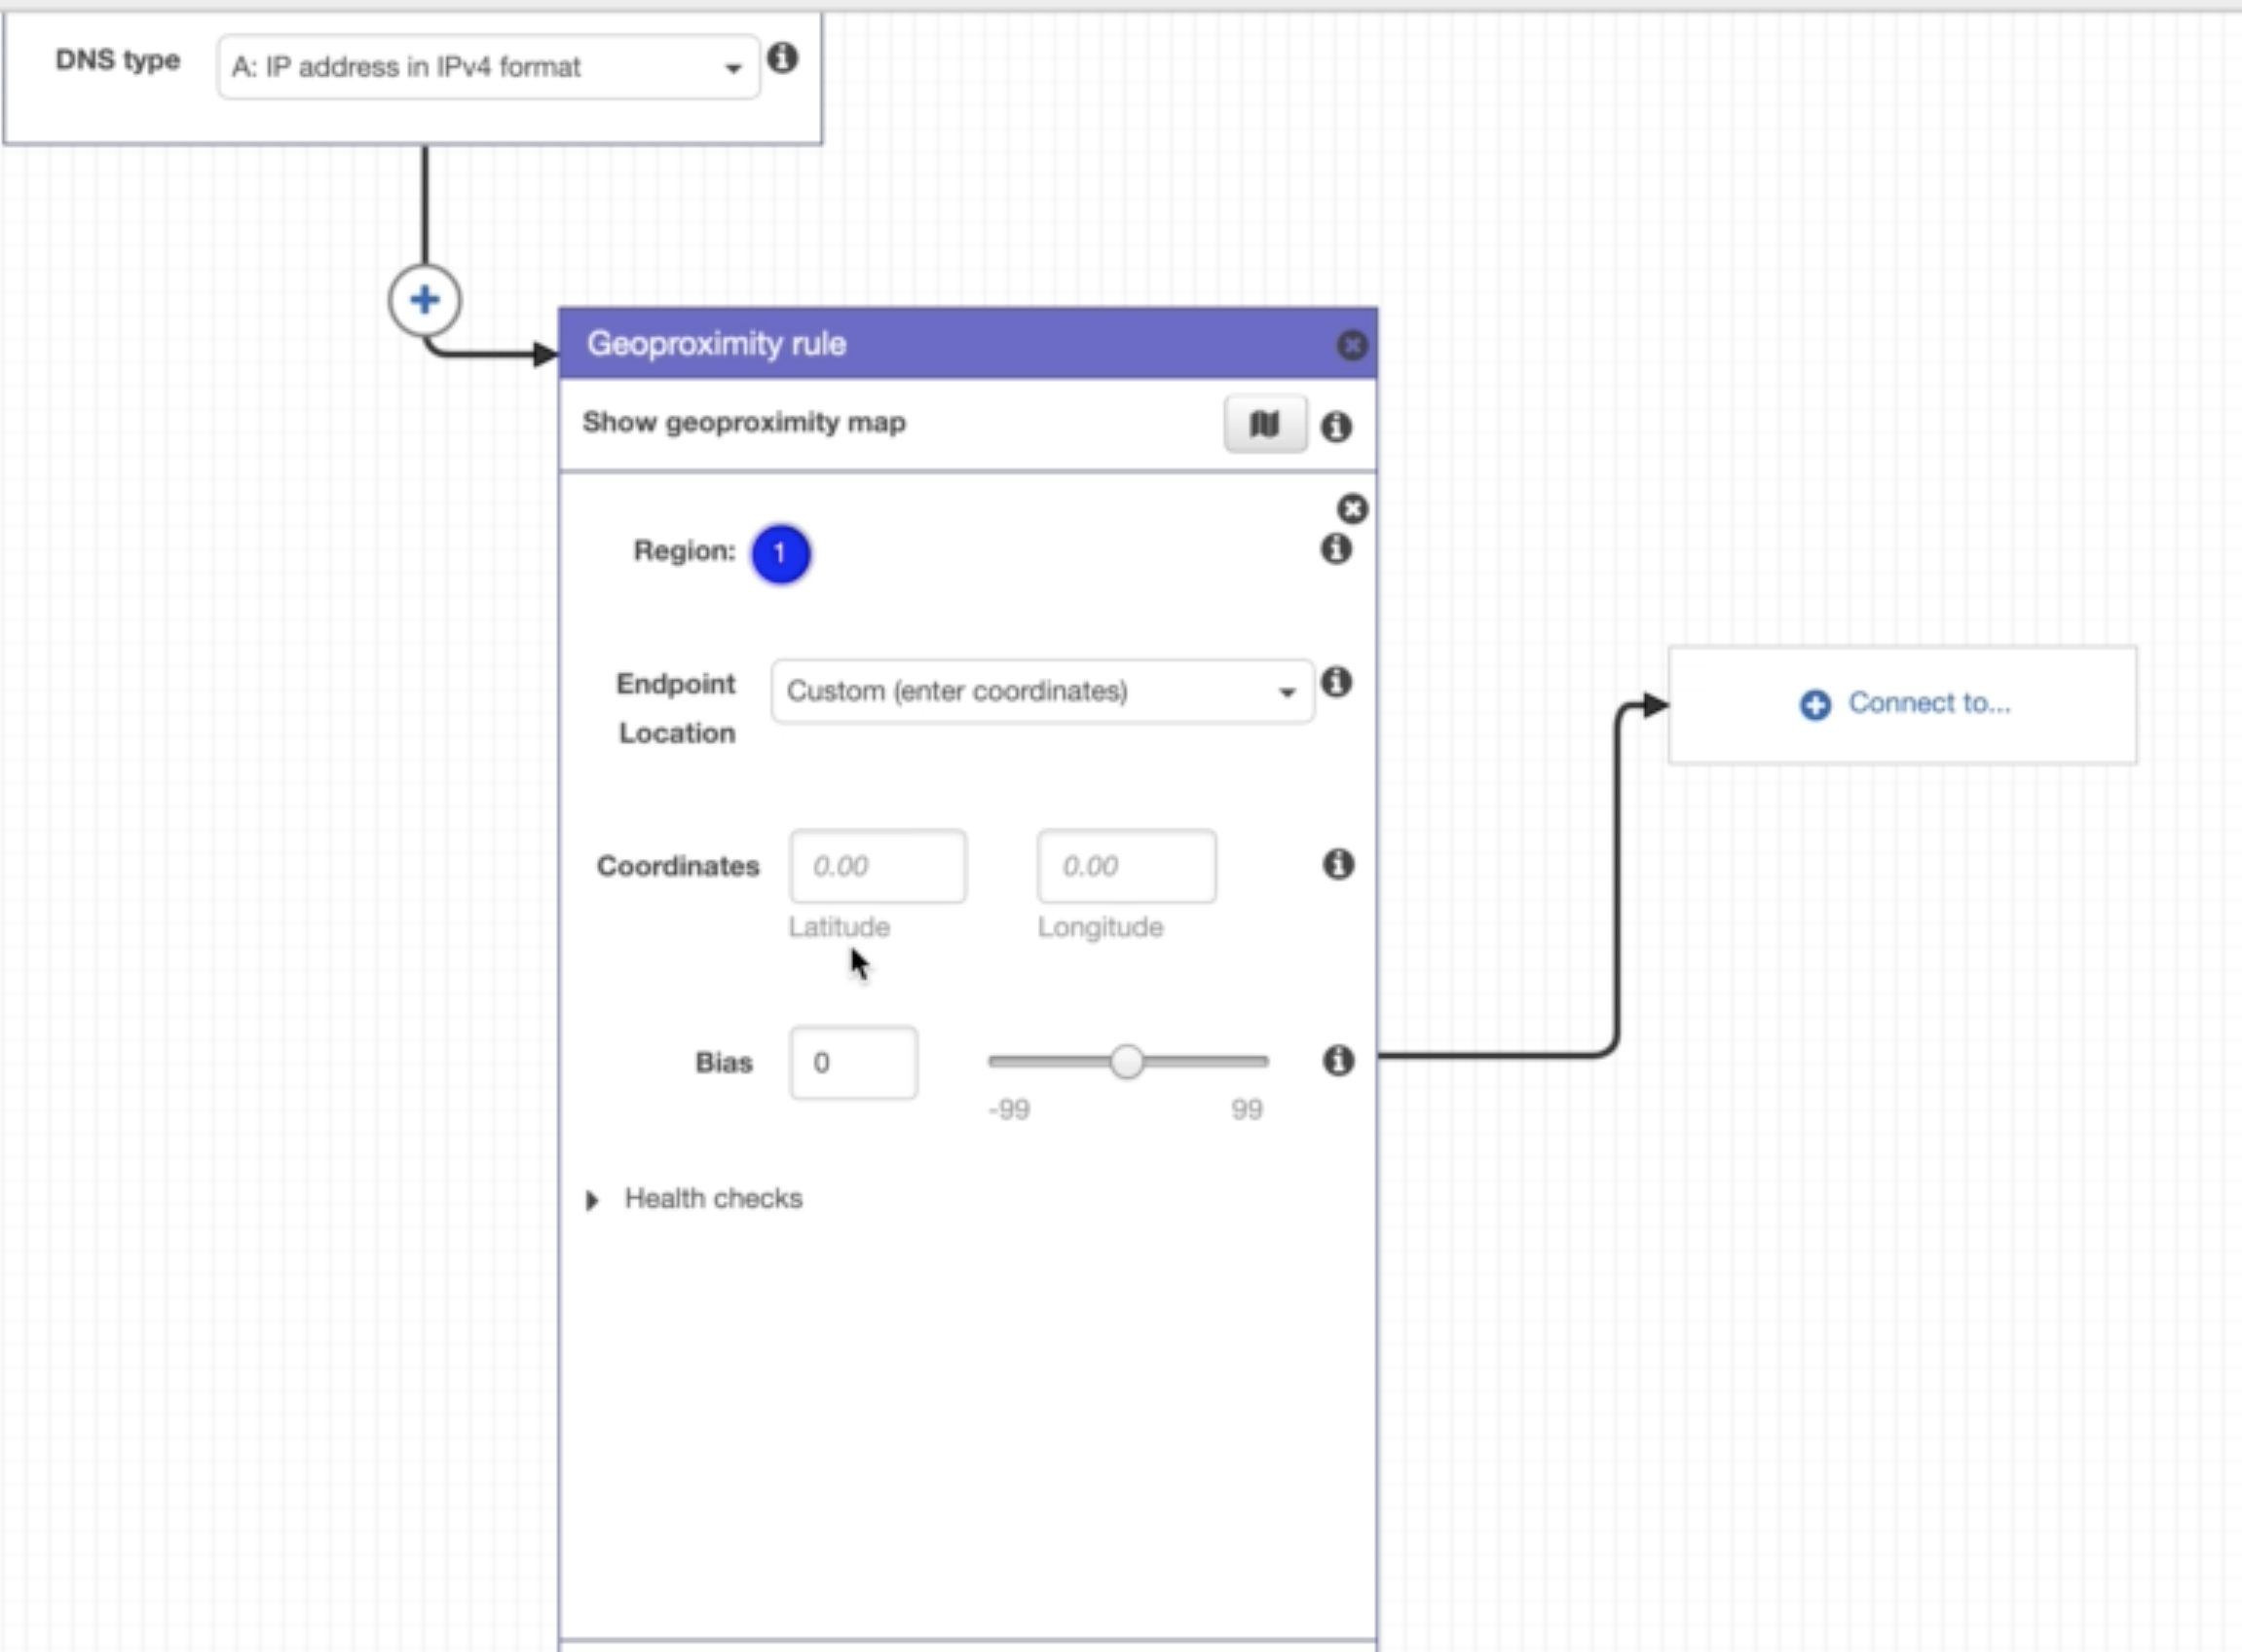 DNS type
A: IP address in IPv4 format
Geoproximity rule
Show geoproximity map
Region: 1
Endpoint
Location
Custom (enter coordinates)
Connect to...
Coordinates
0.00
0.00
Latitude
Longitude
Bias
0
-99
99
Health checks